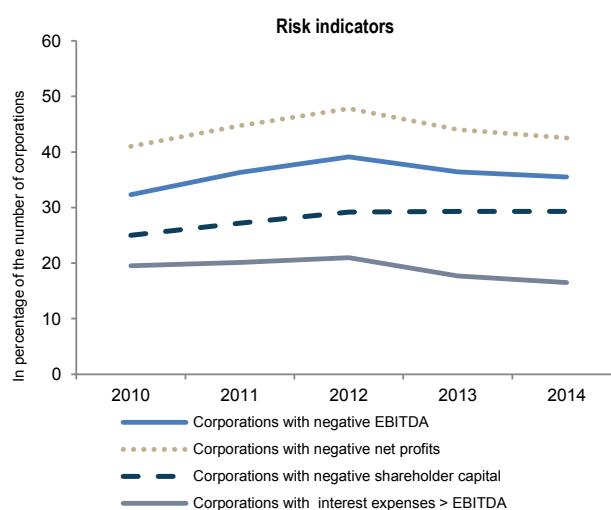 Risk indicators
In percentage of the number of corporations
60
50
40
30
20
10
0
2010 2011 2012 2013 2014
Corporations with negative EBITDA
Corporations with negative net profits
Corporations with negative shareholder capital
Corporations with interest expenses > EBITDA